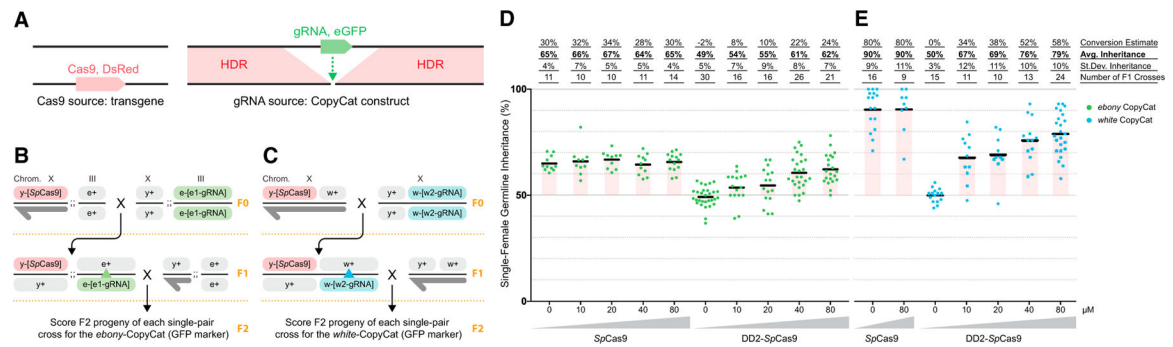 A
gRNA, eGFP
Cas9, DsRed
HDR
HDR
Cas9 source: transgene
gRNA source: CopyCat construct
B
Chrom. X III X III
y-[SpCas9] e+ y+ e-[e1-gRNA]
;; X ;;
e+ y+ e-[e1-gRNA]
F0
y-[SpCas9] e+ y+ e+
;; X ;;
y+ e-[e1-gRNA] e+
F1
Score F2 progeny of each single-pair
cross for the ebony-CopyCat (GFP marker)
F2
C
Chrom. X X
y-[SpCas9] w+ y+ w-[w2-gRNA]
X
y+ w-[w2-gRNA]
F0
y-[SpCas9] w+ y+ w+
X
y+ w-[w2-gRNA]
F1
Score F2 progeny of each single-pair
cross for the white-CopyCat (GFP marker)
F2
D
30% 32% 34% 28% 30% -2% 8% 10% 22% 24%
65% 66% 67% 64% 65% 49% 54% 55% 61% 62%
4% 7% 5% 5% 4% 5% 7% 9% 8% 7%
11 10 10 11 14 30 16 16 26 21
Single-Female Germline Inheritance (%)
100
50
0
0 10 20 40 80 0 10 20 40 80
SpCas9 DD2-SpCas9
E
80% 80% 0% 34% 38% 52% 58% Conversion Estimate
90% 90% 50% 67% 69% 76% 79% Avg. Inheritance
9% 11% 3% 12% 11% 10% 10% St.Dev. Inheritance
16 9 15 11 10 13 24 Number of F1 Crosses
ebony CopyCat
white CopyCat
0 80 0 10 20 40 80 μM
SpCas9 DD2-SpCas9